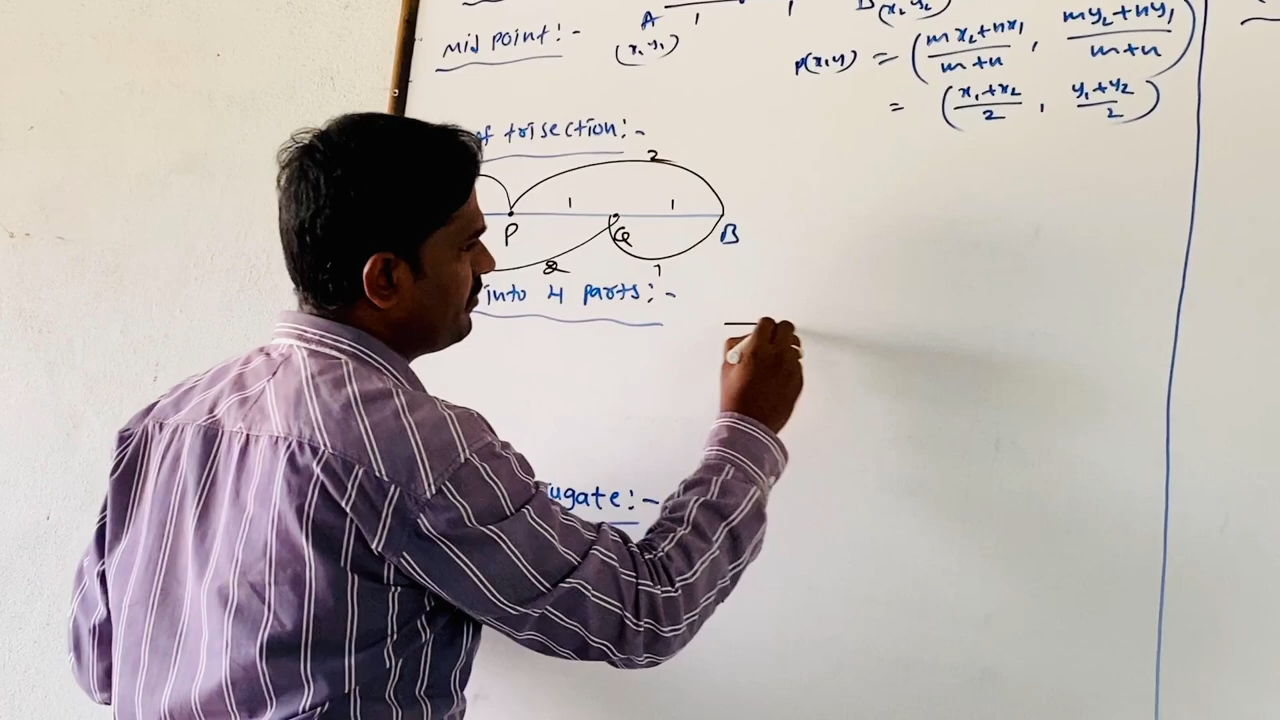 A 1 1 B (x₂ y₂)
Mid point:-
(x₁ y₁)
P(x,y) = (mx₂+nx₁/m+n , my₂+ny₁/m+n)
= (x₁+x₂/2 , y₁+y₂/2)
of trisection:-
2
1 1
P Q B
2 1
into 4 parts:-
ugate:-